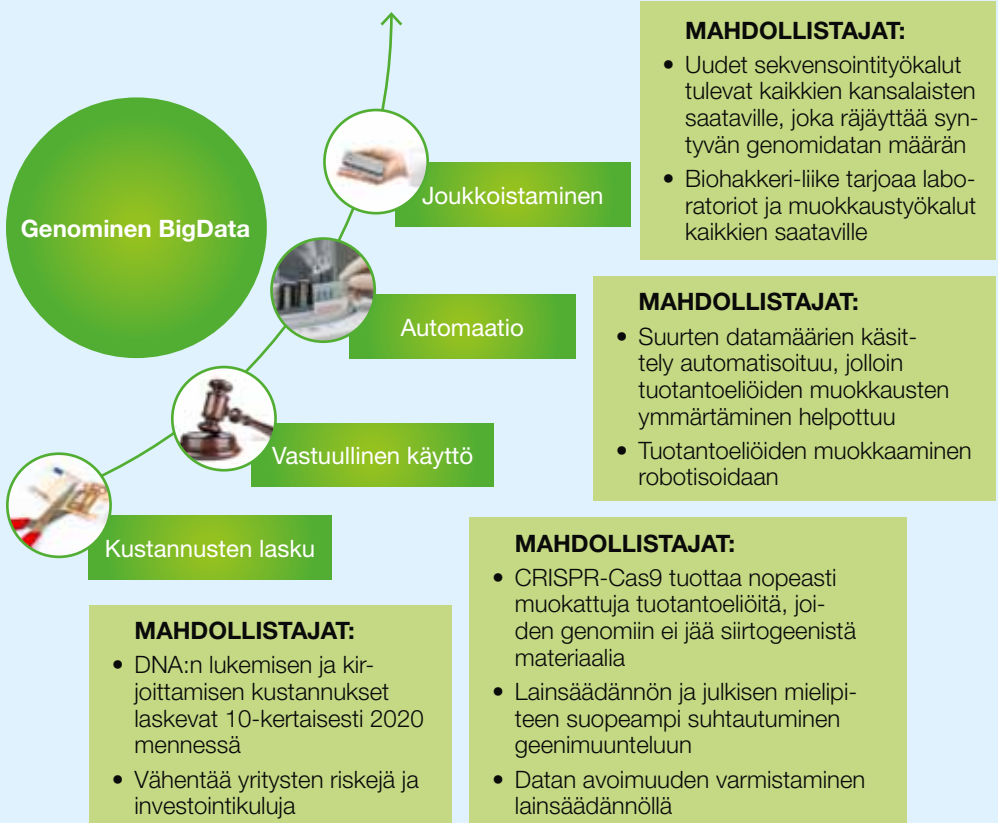 Genominen BigData
Joukkoistaminen
Automaatio
Vastuullinen käyttö
Kustannusten lasku
MAHDOLLISTAJAT:
• Uudet sekvensointityökalut
tulevat kaikkien kansalaisten
saataville, joka räjäyttää syn-
tyvän genomidatan määrän
• Biohakkeri-liike tarjoaa labo-
ratoriot ja muokkaustyökalut
kaikkien saataville
MAHDOLLISTAJAT:
• Suurten datamäärien käsit-
tely automatisoituu, jolloin
tuotantoeliöiden muokkausten
ymmärtäminen helpottuu
• Tuotantoeliöiden muokkaaminen
robotisoidaan
MAHDOLLISTAJAT:
• CRISPR-Cas9 tuottaa nopeasti
muokattuja tuotantoeliöitä, joi-
den genomiin ei jää siirtogeenistä
materiaalia
• Lainsäädännön ja julkisen mielipi-
teen suopeampi suhtautuminen
geenimuunteluun
• Datan avoimuuden varmistaminen
lainsäädännöllä
MAHDOLLISTAJAT:
• DNA:n lukemisen ja kir-
joittamisen kustannukset
laskevat 10-kertaisesti 2020
mennessä
• Vähentää yritysten riskejä ja
investointikuluja